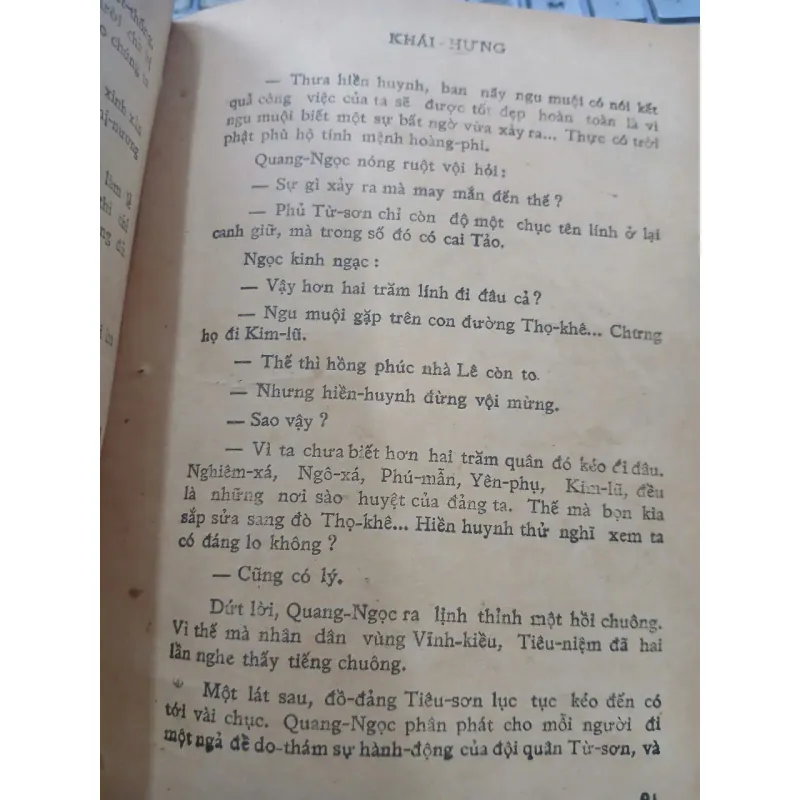 KHÁI-HƯNG
— Thưa hiền huynh, ban nãy ngu muội có nói kết
quả công việc của ta sẽ được tốt đẹp hoàn toàn là vì
ngu muội biết một sự bất ngờ vừa xảy ra... Thực có trời
phật phù hộ tính mệnh hoàng-phi.
Quang-Ngọc nóng ruột vội hỏi :
— Sự gì xảy ra mà may mắn đến thế ?
— Phủ Từ-sơn chỉ còn độ một chục tên lính ở lại
canh giữ, mà trong số đó có cai Tảo.
Ngọc kinh ngạc :
— Vậy hơn hai trăm lính đi đâu cả ?
— Ngu muội gặp trên con đường Thọ-khê... Chừng
họ đi Kim-lũ.
— Thế thì hồng phúc nhà Lê còn to.
— Nhưng hiền-huynh đừng vội mừng.
— Sao vậy ?
— Vì ta chưa biết hơn hai trăm quân đó kéo đi đâu.
Nghiêm-xá, Ngô-xá, Phú-mẫn, Yên-phụ, Kim-lũ, đều
là những nơi sào huyệt của đảng ta. Thế mà bọn kia
sắp sửa sang đò Thọ-khê... Hiền huynh thử nghĩ xem ta
có đáng lo không ?
— Cũng có lý.
Dứt lời, Quang-Ngọc ra lịnh thỉnh một hồi chuông.
Vì thế mà nhân dân vùng Vĩnh-kiều, Tiêu-niệm đã hai
lần nghe thấy tiếng chuông.
Một lát sau, đồ-đảng Tiêu-sơn lục tục kéo đến có
tới vài chục. Quang-Ngọc phân phát cho mỗi người đi
một ngả để do-thám sự hành-động của đội quân Từ-sơn, và